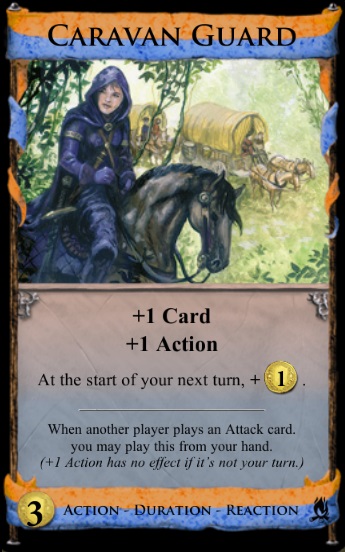 CARAVAN GUARD
+1 Card
+1 Action
At the start of your next turn, + 1 .
When another player plays an Attack card.
you may play this from your hand.
(+1 Action has no effect if it's not your turn.)
3 ACTION - DURATION - REACTION